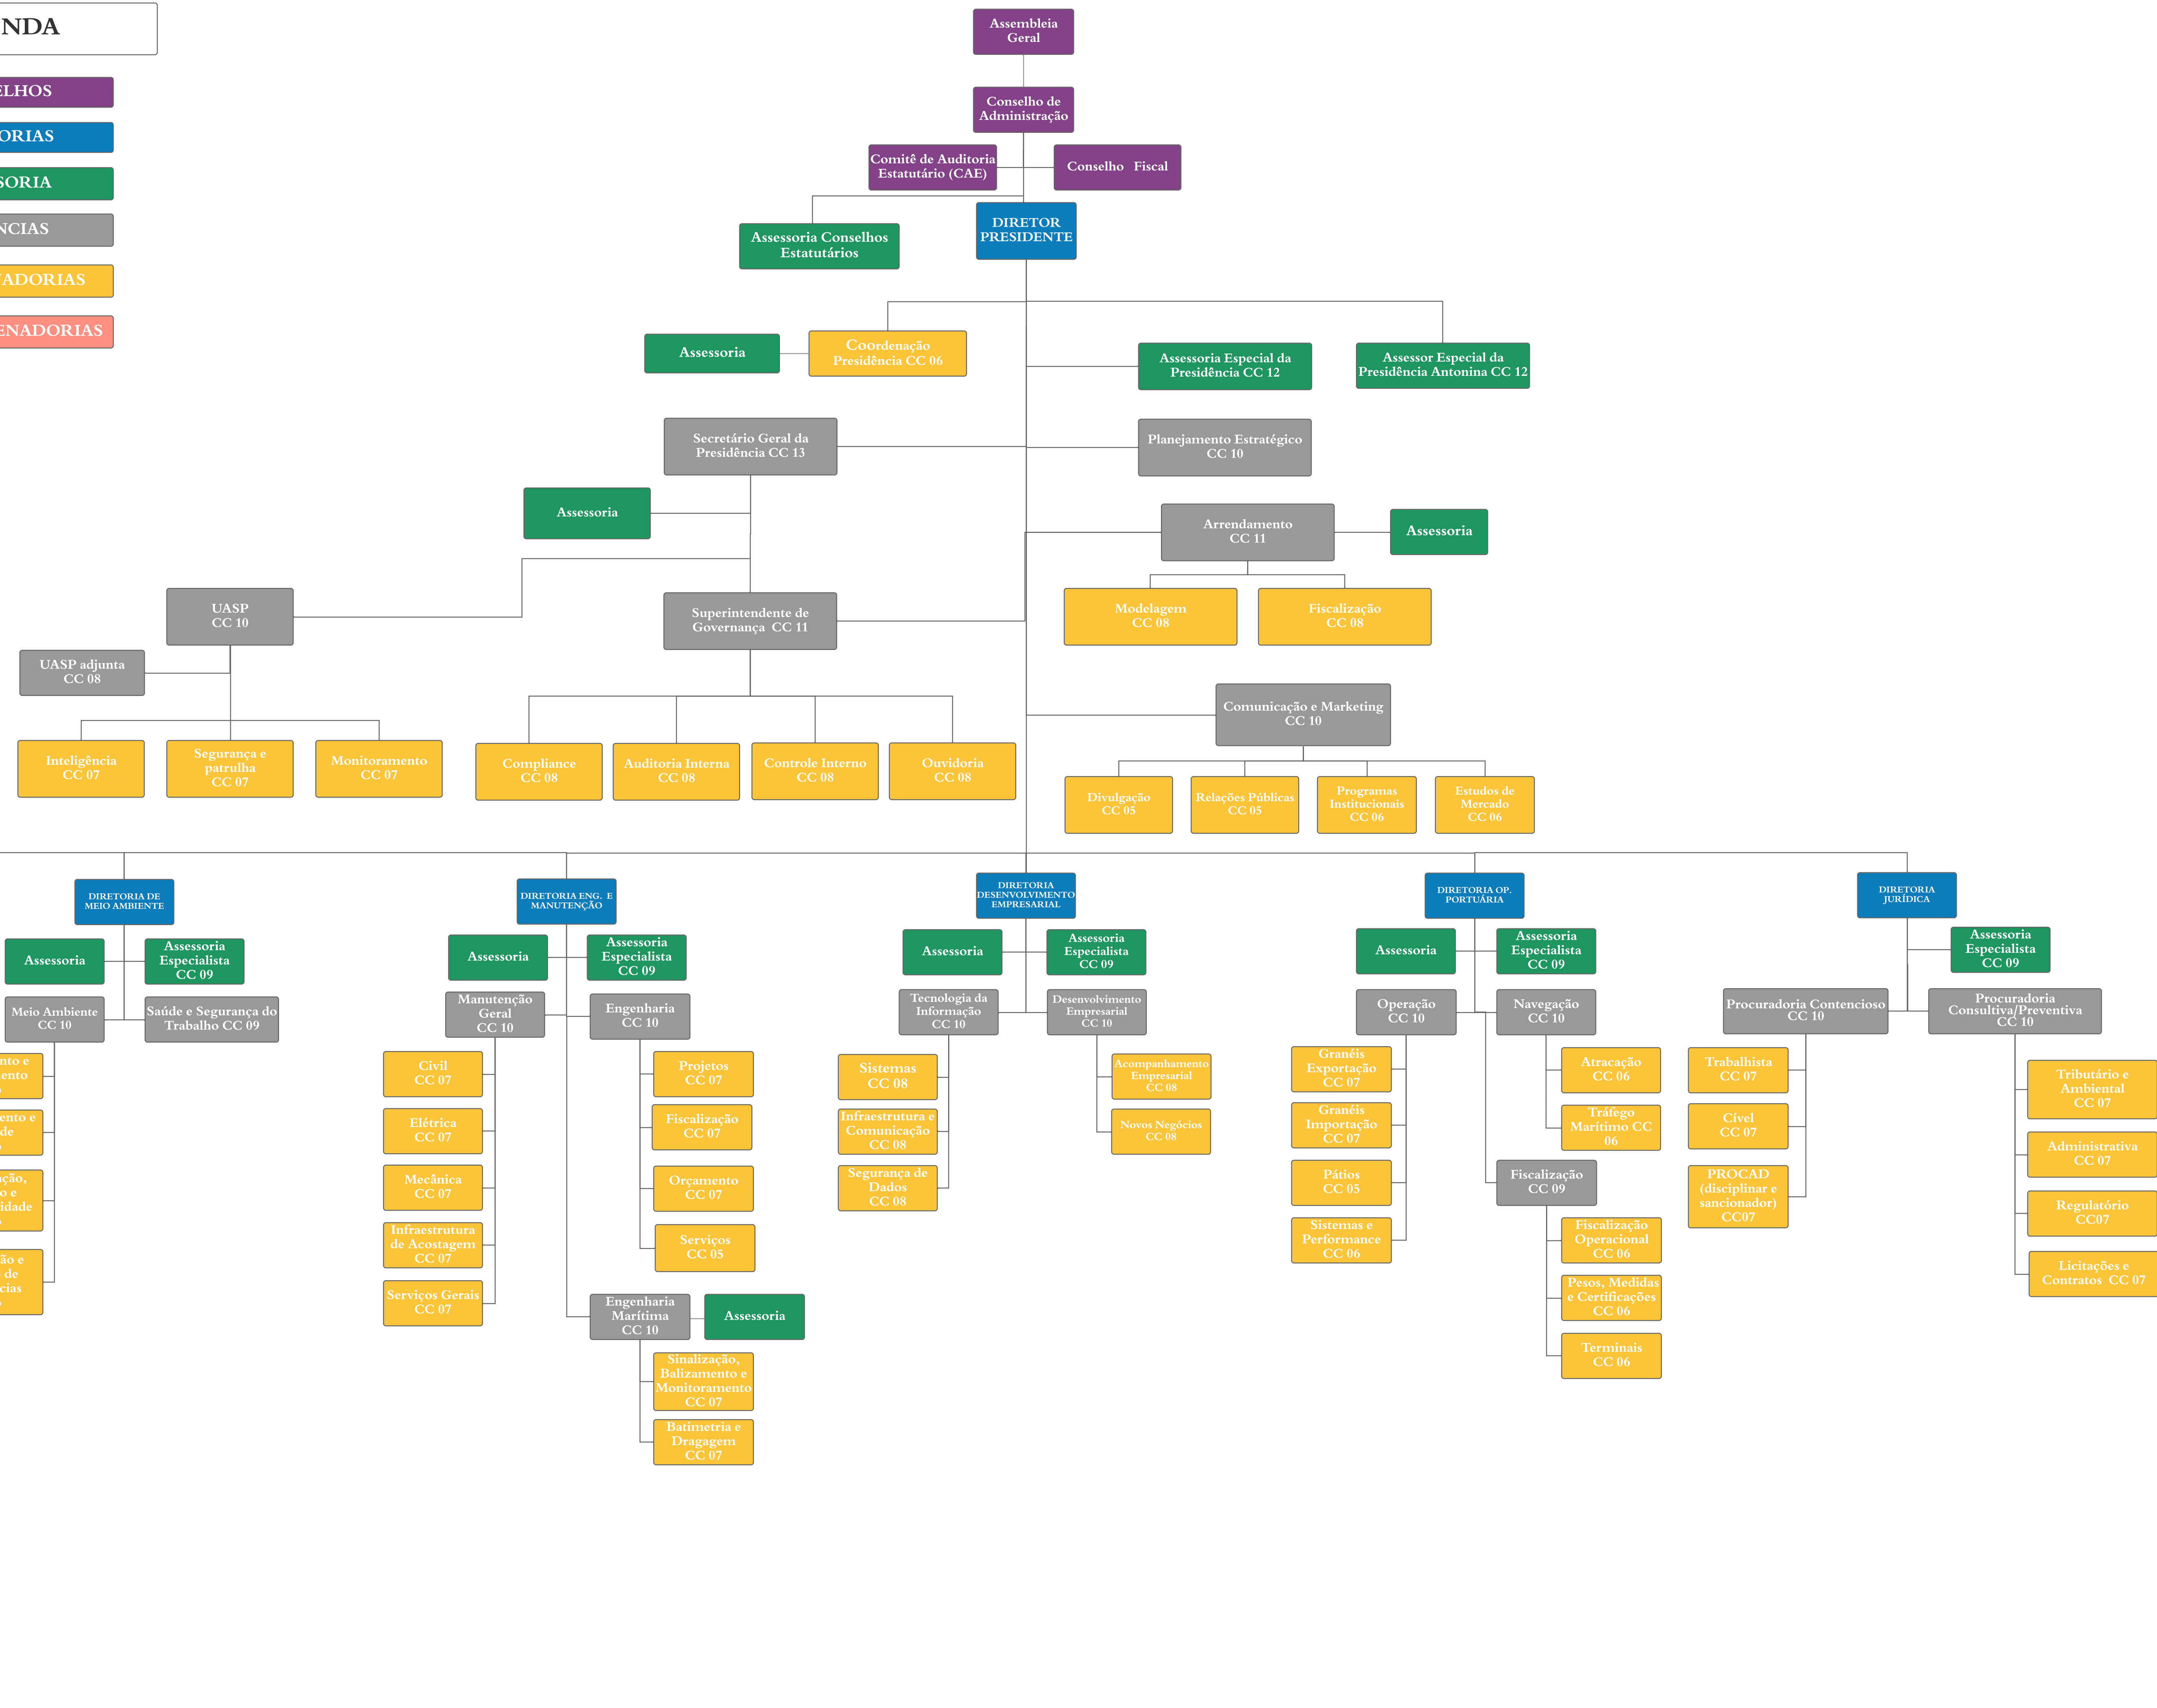 NDA
ELHOS
ORIAS
SORIA
NCIAS
ADORIAS
ENADORIAS
Assembleia
Geral
Conselho de
Administração
Comitê de Auditoria
Estatutário (CAE)
Conselho Fiscal
Assessoria Conselhos
Estatutários
DIRETOR
PRESIDENTE
Assessoria
Coordenação
Presidência CC 06
Assessoria Especial da
Presidência CC 12
Assessor Especial da
Presidência Antonina CC 12
Secretário Geral da
Presidência CC 13
Planejamento Estratégico
CC 10
Assessoria
Arrendamento
CC 11
Assessoria
UASP
CC 10
Superintendente de
Governança CC 11
Modelagem
CC 08
Fiscalização
CC 08
UASP adjunta
CC 08
Comunicação e Marketing
CC 10
Inteligência
CC 07
Segurança e
patrulha
CC 07
Monitoramento
CC 07
Compliance
CC 08
Auditoria Interna
CC 08
Controle Interno
CC 08
Ouvidoria
CC 08
Divulgação
CC 05
Relações Públicas
CC 05
Programas
Institucionais
CC 06
Estudos de
Mercado
CC 06
DIRETORIA DE
MEIO AMBIENTE
Assessoria
Assessoria
Especialista
CC 09
Meio Ambiente
CC 10
Saúde e Segurança do
Trabalho CC 09
nto e
ento
ento e
de
ção,
o e
idade
ão e
de
cias
DIRETORIA ENG. E
MANUTENÇÃO
Assessoria
Assessoria
Especialista
CC 09
Manutenção
Geral
CC 10
Engenharia
CC 10
Civil
CC 07
Elétrica
CC 07
Mecânica
CC 07
Infraestrutura
de Acostagem
CC 07
Serviços Gerais
CC 07
Projetos
CC 07
Fiscalização
CC 07
Orçamento
CC 07
Serviços
CC 05
Engenharia
Marítima
CC 10
Assessoria
Sinalização,
Balizamento e
Monitoramento
CC 07
Batimetria e
Dragagem
CC 07
DIRETORIA
DESENVOLVIMENTO
EMPRESARIAL
Assessoria
Assessoria
Especialista
CC 09
Tecnologia da
Informação
CC 10
Desenvolvimento
Empresarial
CC 10
Sistemas
CC 08
Infraestrutura e
Comunicação
CC 08
Segurança de
Dados
CC 08
Acompanhamento
Empresarial
CC 08
Novos Negócios
CC 08
DIRETORIA OP.
PORTUÁRIA
Assessoria
Assessoria
Especialista
CC 09
Operação
CC 10
Navegação
CC 10
Granéis
Exportação
CC 07
Granéis
Importação
CC 07
Pátios
CC 05
Sistemas e
Performance
CC 06
Atracação
CC 06
Tráfego
Marítimo CC
06
Fiscalização
CC 09
Fiscalização
Operacional
CC 06
Pesos, Medidas
e Certificações
CC 06
Terminais
CC 06
DIRETORIA
JURÍDICA
Assessoria
Especialista
CC 09
Procuradoria Contencioso
CC 10
Procuradoria
Consultiva/Preventiva
CC 10
Trabalhista
CC 07
Cível
CC 07
PROCAD
(disciplinar e
sancionador)
CC07
Tributário e
Ambiental
CC 07
Administrativa
CC 07
Regulatório
CC07
Licitações e
Contratos CC 07